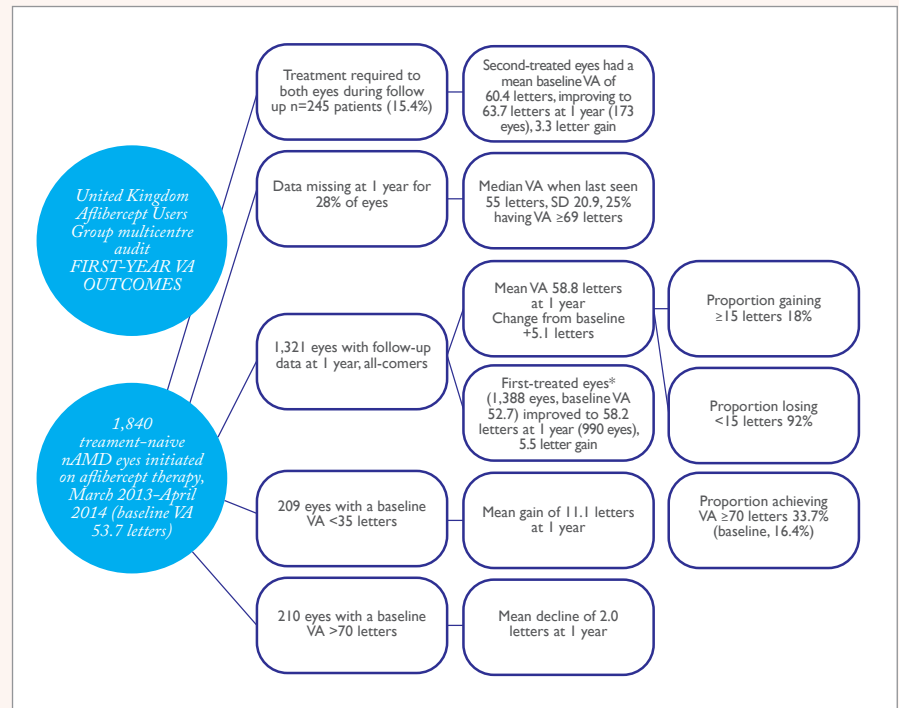 United Kingdom
Aflibercept Users
Group multicentre
audit
FIRST-YEAR VA
OUTCOMES
1,840
treament-naive
nAMD eyes initiated
on aflibercept therapy,
March 2013–April
2014 (baseline VA
53.7 letters)
Treatment required to
both eyes during follow
up n=245 patients (15.4%)
Second-treated eyes had a
mean baseline VA of
60.4 letters, improving to
63.7 letters at 1 year (173
eyes), 3.3 letter gain
Data missing at 1 year for
28% of eyes
Median VA when last seen
55 letters, SD 20.9, 25%
having VA ≥69 letters
1,321 eyes with follow-up
data at 1 year, all-comers
Mean VA 58.8 letters
at 1 year
Change from baseline
+5.1 letters
Proportion gaining
≥15 letters 18%
First-treated eyes*
(1,388 eyes, baseline VA
52.7) improved to 58.2
letters at 1 year (990 eyes),
5.5 letter gain
Proportion losing
<15 letters 92%
209 eyes with a baseline
VA <35 letters
Mean gain of 11.1 letters
at 1 year
Proportion achieving
VA ≥70 letters 33.7%
(baseline, 16.4%)
210 eyes with a baseline
VA >70 letters
Mean decline of 2.0
letters at 1 year